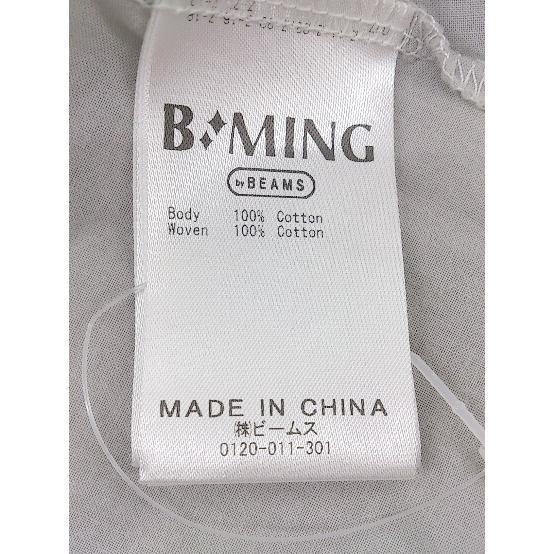 B✦MING
by BEAMS
Body 100% Cotton
Woven 100% Cotton
MADE IN CHINA
㈱ビームス
0120-011-301